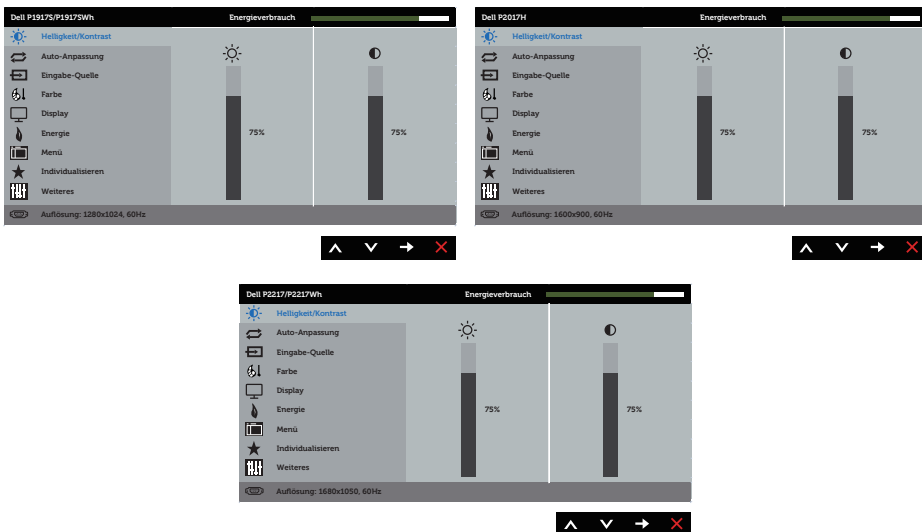 Dell P1917S/P1917SWh Energieverbrauch
Helligkeit/Kontrast
Auto-Anpassung
Eingabe-Quelle
Farbe
Display
Energie 75% 75%
Menü
Individualisieren
Weiteres
Auflösung: 1280x1024, 60Hz
Dell P2017H Energieverbrauch
Helligkeit/Kontrast
Auto-Anpassung
Eingabe-Quelle
Farbe
Display
Energie 75% 75%
Menü
Individualisieren
Weiteres
Auflösung: 1600x900, 60Hz
Dell P2217/P2217Wh Energieverbrauch
Helligkeit/Kontrast
Auto-Anpassung
Eingabe-Quelle
Farbe
Display
Energie 75% 75%
Menü
Individualisieren
Weiteres
Auflösung: 1680x1050, 60Hz